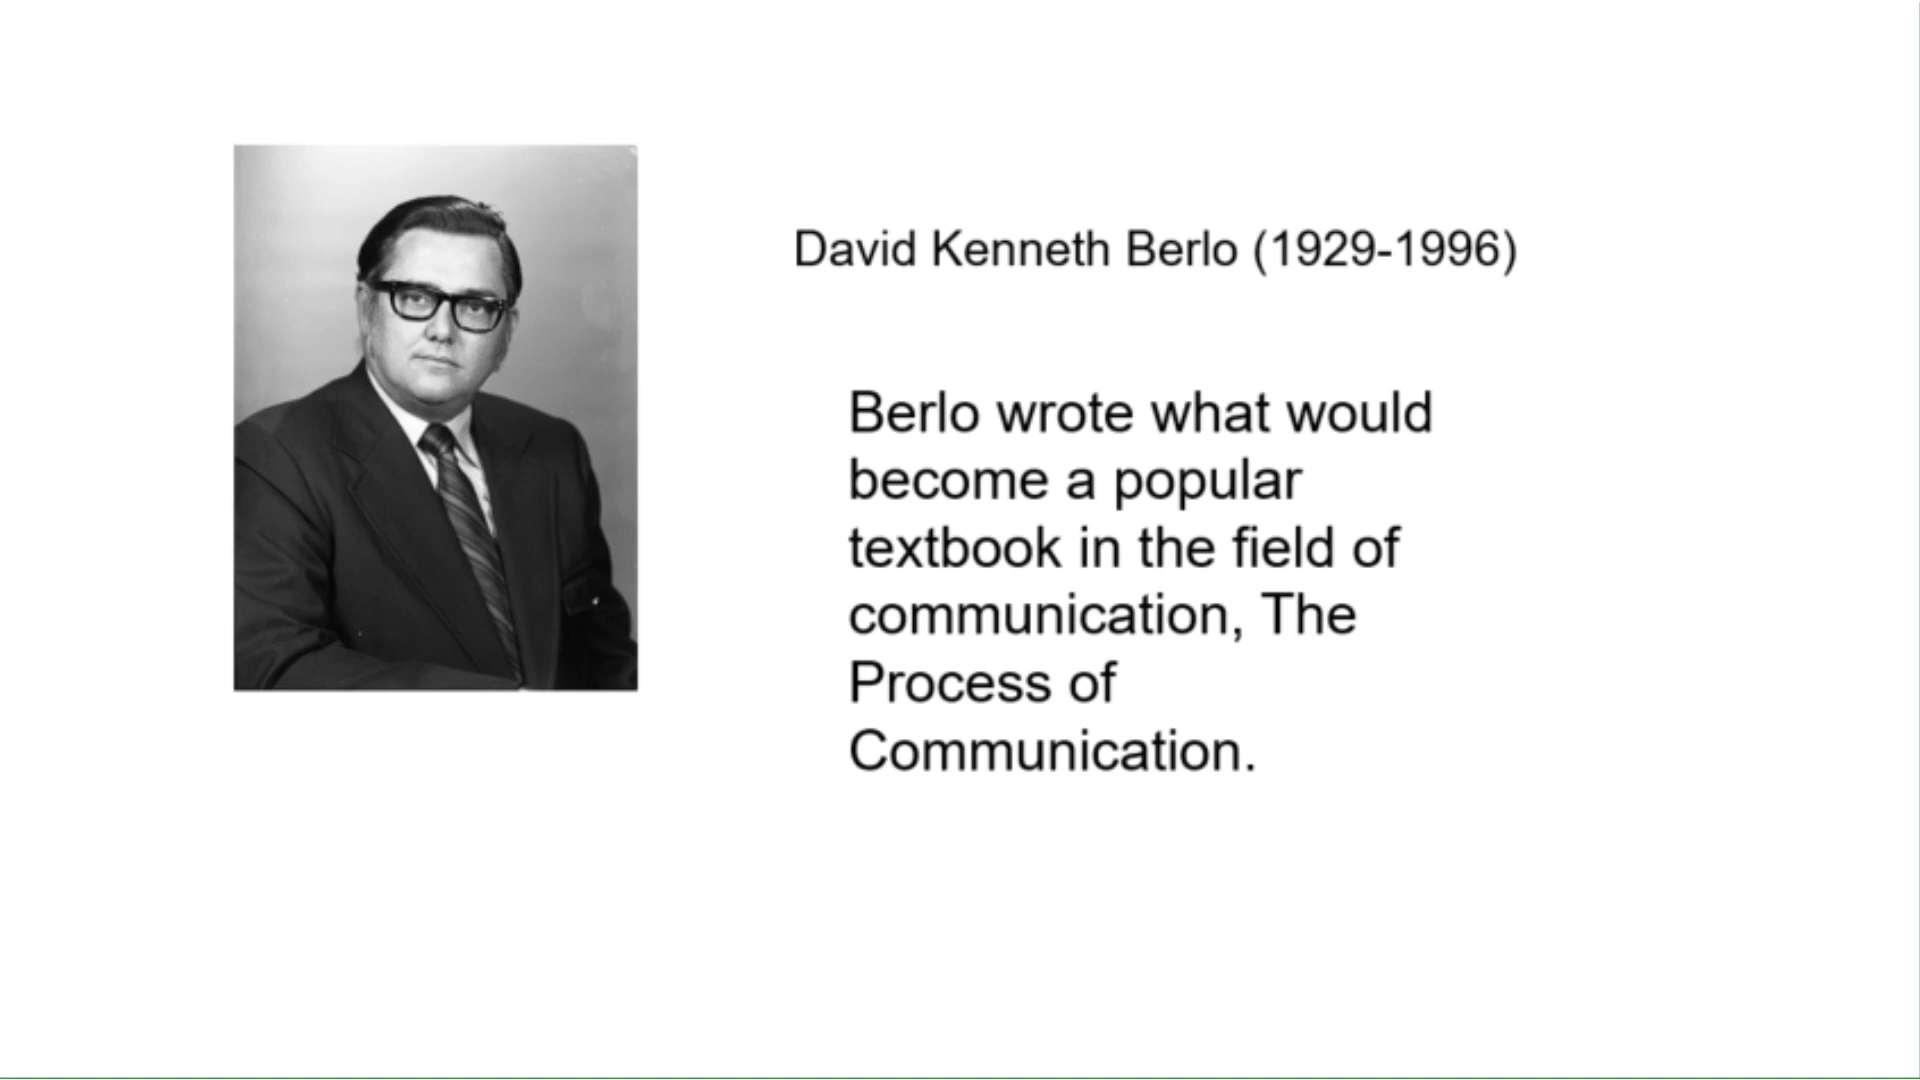 David Kenneth Berlo (1929-1996)
Berlo wrote what would
become a popular
textbook in the field of
communication, The
Process of
Communication.